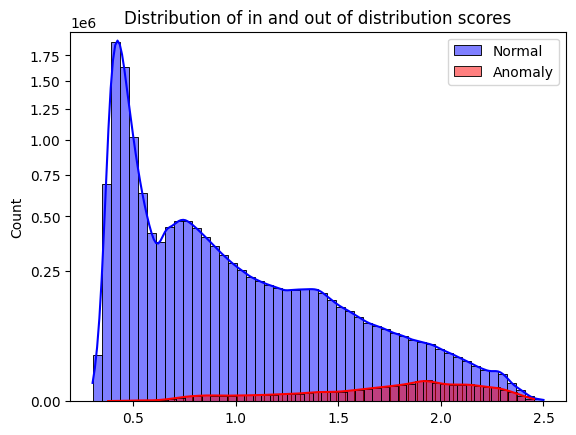 Distribution of in and out of distribution scores
1e6
Normal
Anomaly
Count
1.75
1.50
1.25
1.00
0.75
0.50
0.25
0.00
0.5 1.0 1.5 2.0 2.5